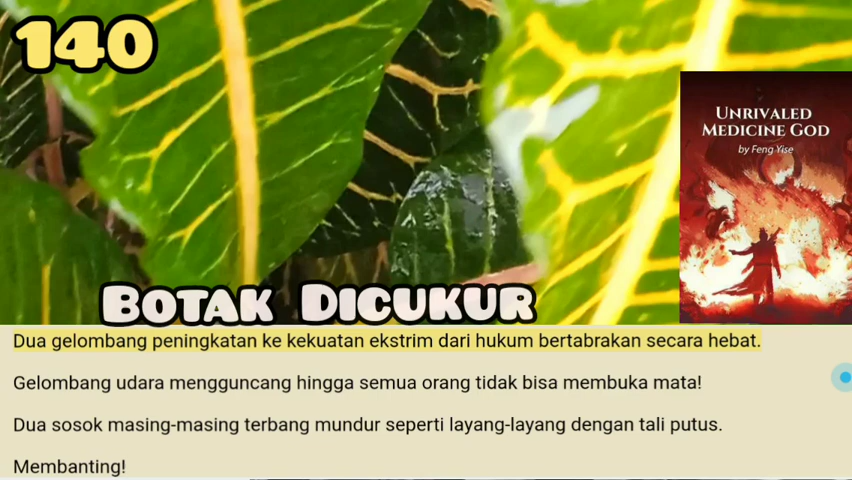 140
UNRIVALED
MEDICINE GOD
by Feng Yise
BOTAK DICUKUR
Dua gelombang peningkatan ke kekuatan ekstrim dari hukum bertabrakan secara hebat.
Gelombang udara mengguncang hingga semua orang tidak bisa membuka mata!
Dua sosok masing-masing terbang mundur seperti layang-layang dengan tali putus.
Membanting!